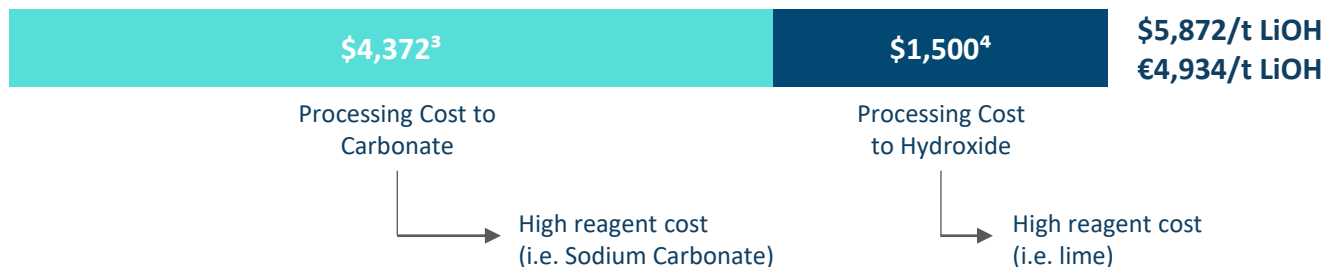 $4,372³
$1,500⁴
$5,872/t LiOH
€4,934/t LiOH
Processing Cost to
Carbonate
Processing Cost
to Hydroxide
High reagent cost
(i.e. Sodium Carbonate)
High reagent cost
(i.e. lime)